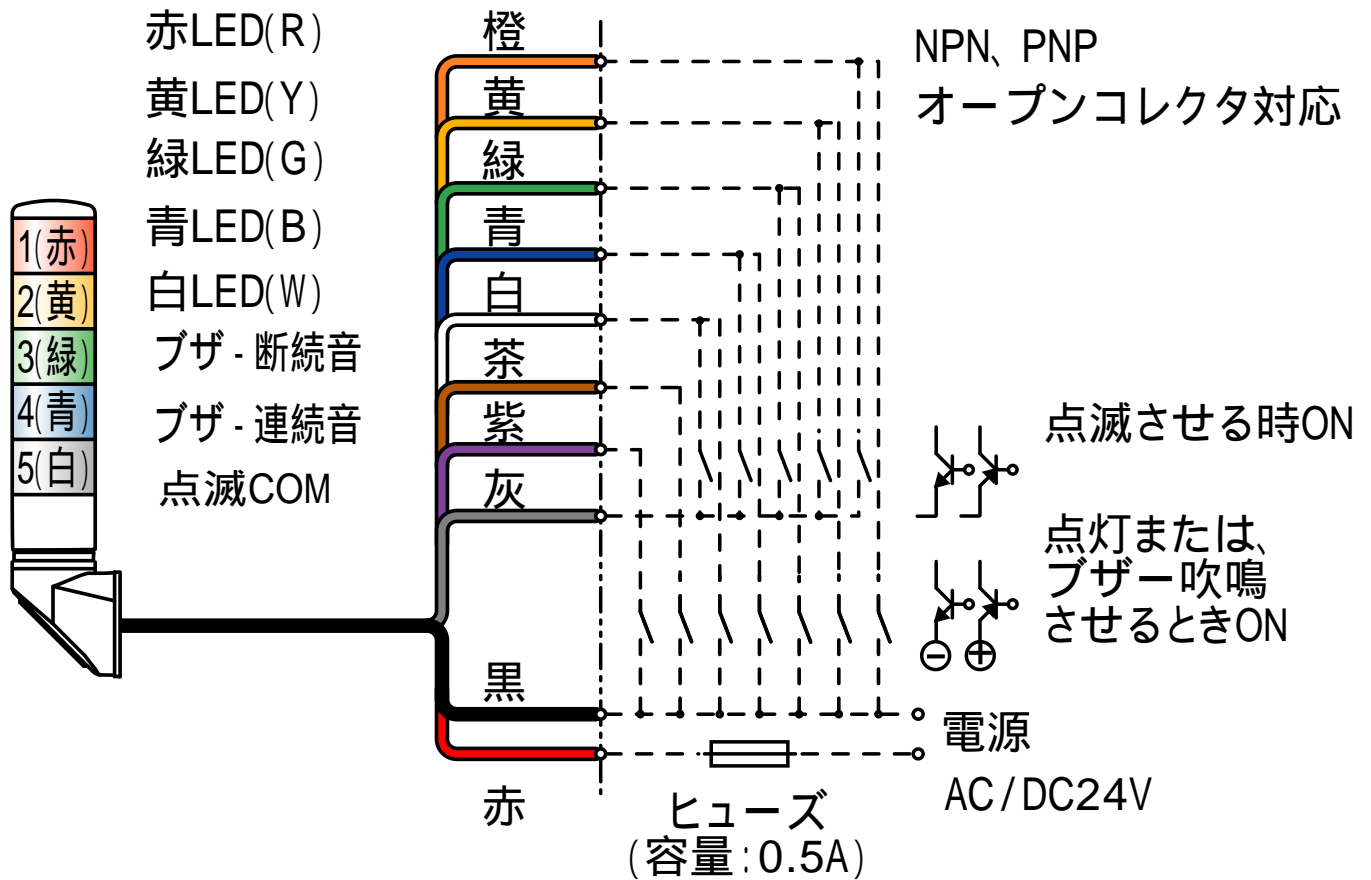 赤LED(R)
黄LED(Y)
緑LED(G)
青LED(B)
白LED(W)
ブザ-断続音
ブザ-連続音
点滅COM
1(赤)
2(黄)
3(緑)
4(青)
5(白)
橙
黄
緑
青
白
茶
紫
灰
黒
赤
NPN、PNP
オープンコレクタ対応
点滅させる時ON
点灯または、
ブザー吹鳴
させるときON
電源
AC/DC24V
ヒューズ
(容量:0.5A)